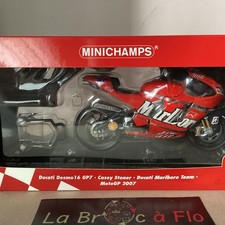 MINICHAMPS
Marlboro
Ducati Desmo16 GP7 - Casey Stoner - Ducati Marlboro Team -
MotoGP 2007
La Broc à Flo